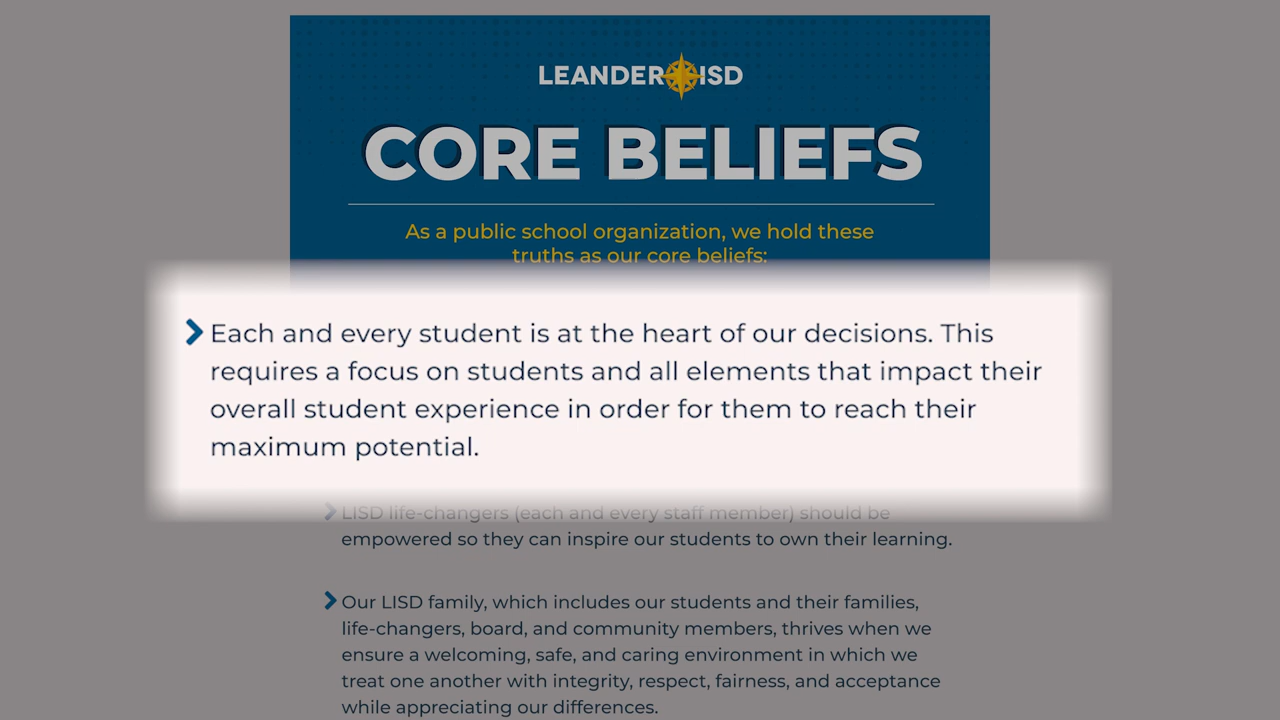 LEANDER ISD
CORE BELIEFS
As a public school organization, we hold these
truths as our core beliefs:
Each and every student is at the heart of our decisions. This
requires a focus on students and all elements that impact their
overall student experience in order for them to reach their
maximum potential.
LISD life-changers (each and every staff member) should be
empowered so they can inspire our students to own their learning.
Our LISD family, which includes our students and their families,
life-changers, board, and community members, thrives when we
ensure a welcoming, safe, and caring environment in which we
treat one another with integrity, respect, fairness, and acceptance
while appreciating our differences.